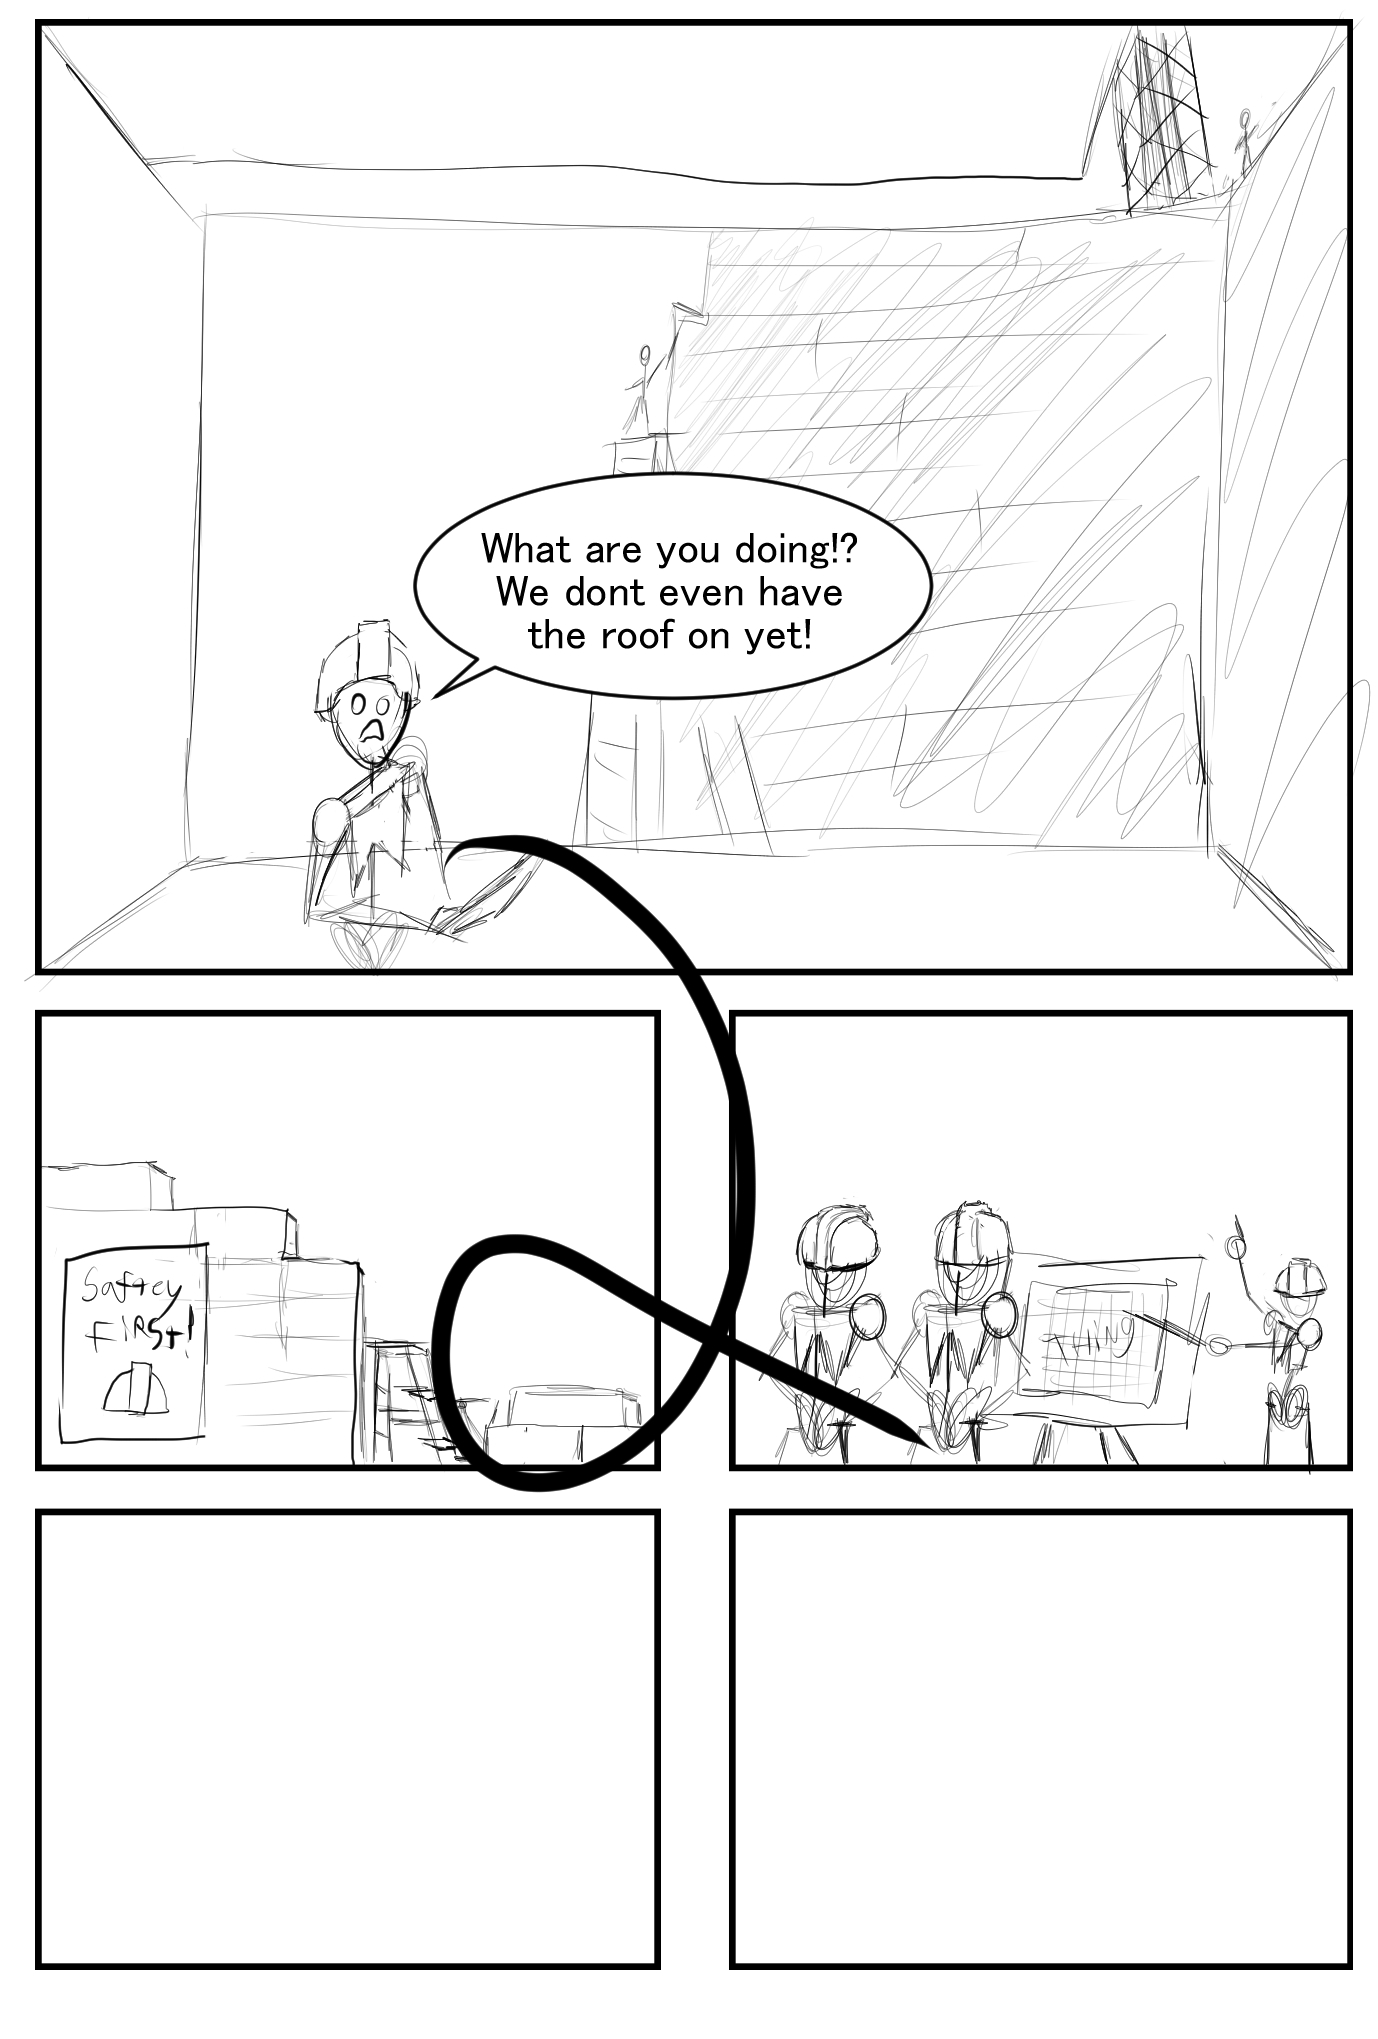 What are you doing!?
We dont even have
the roof on yet!
Saftey
FIRSt!
THiNg